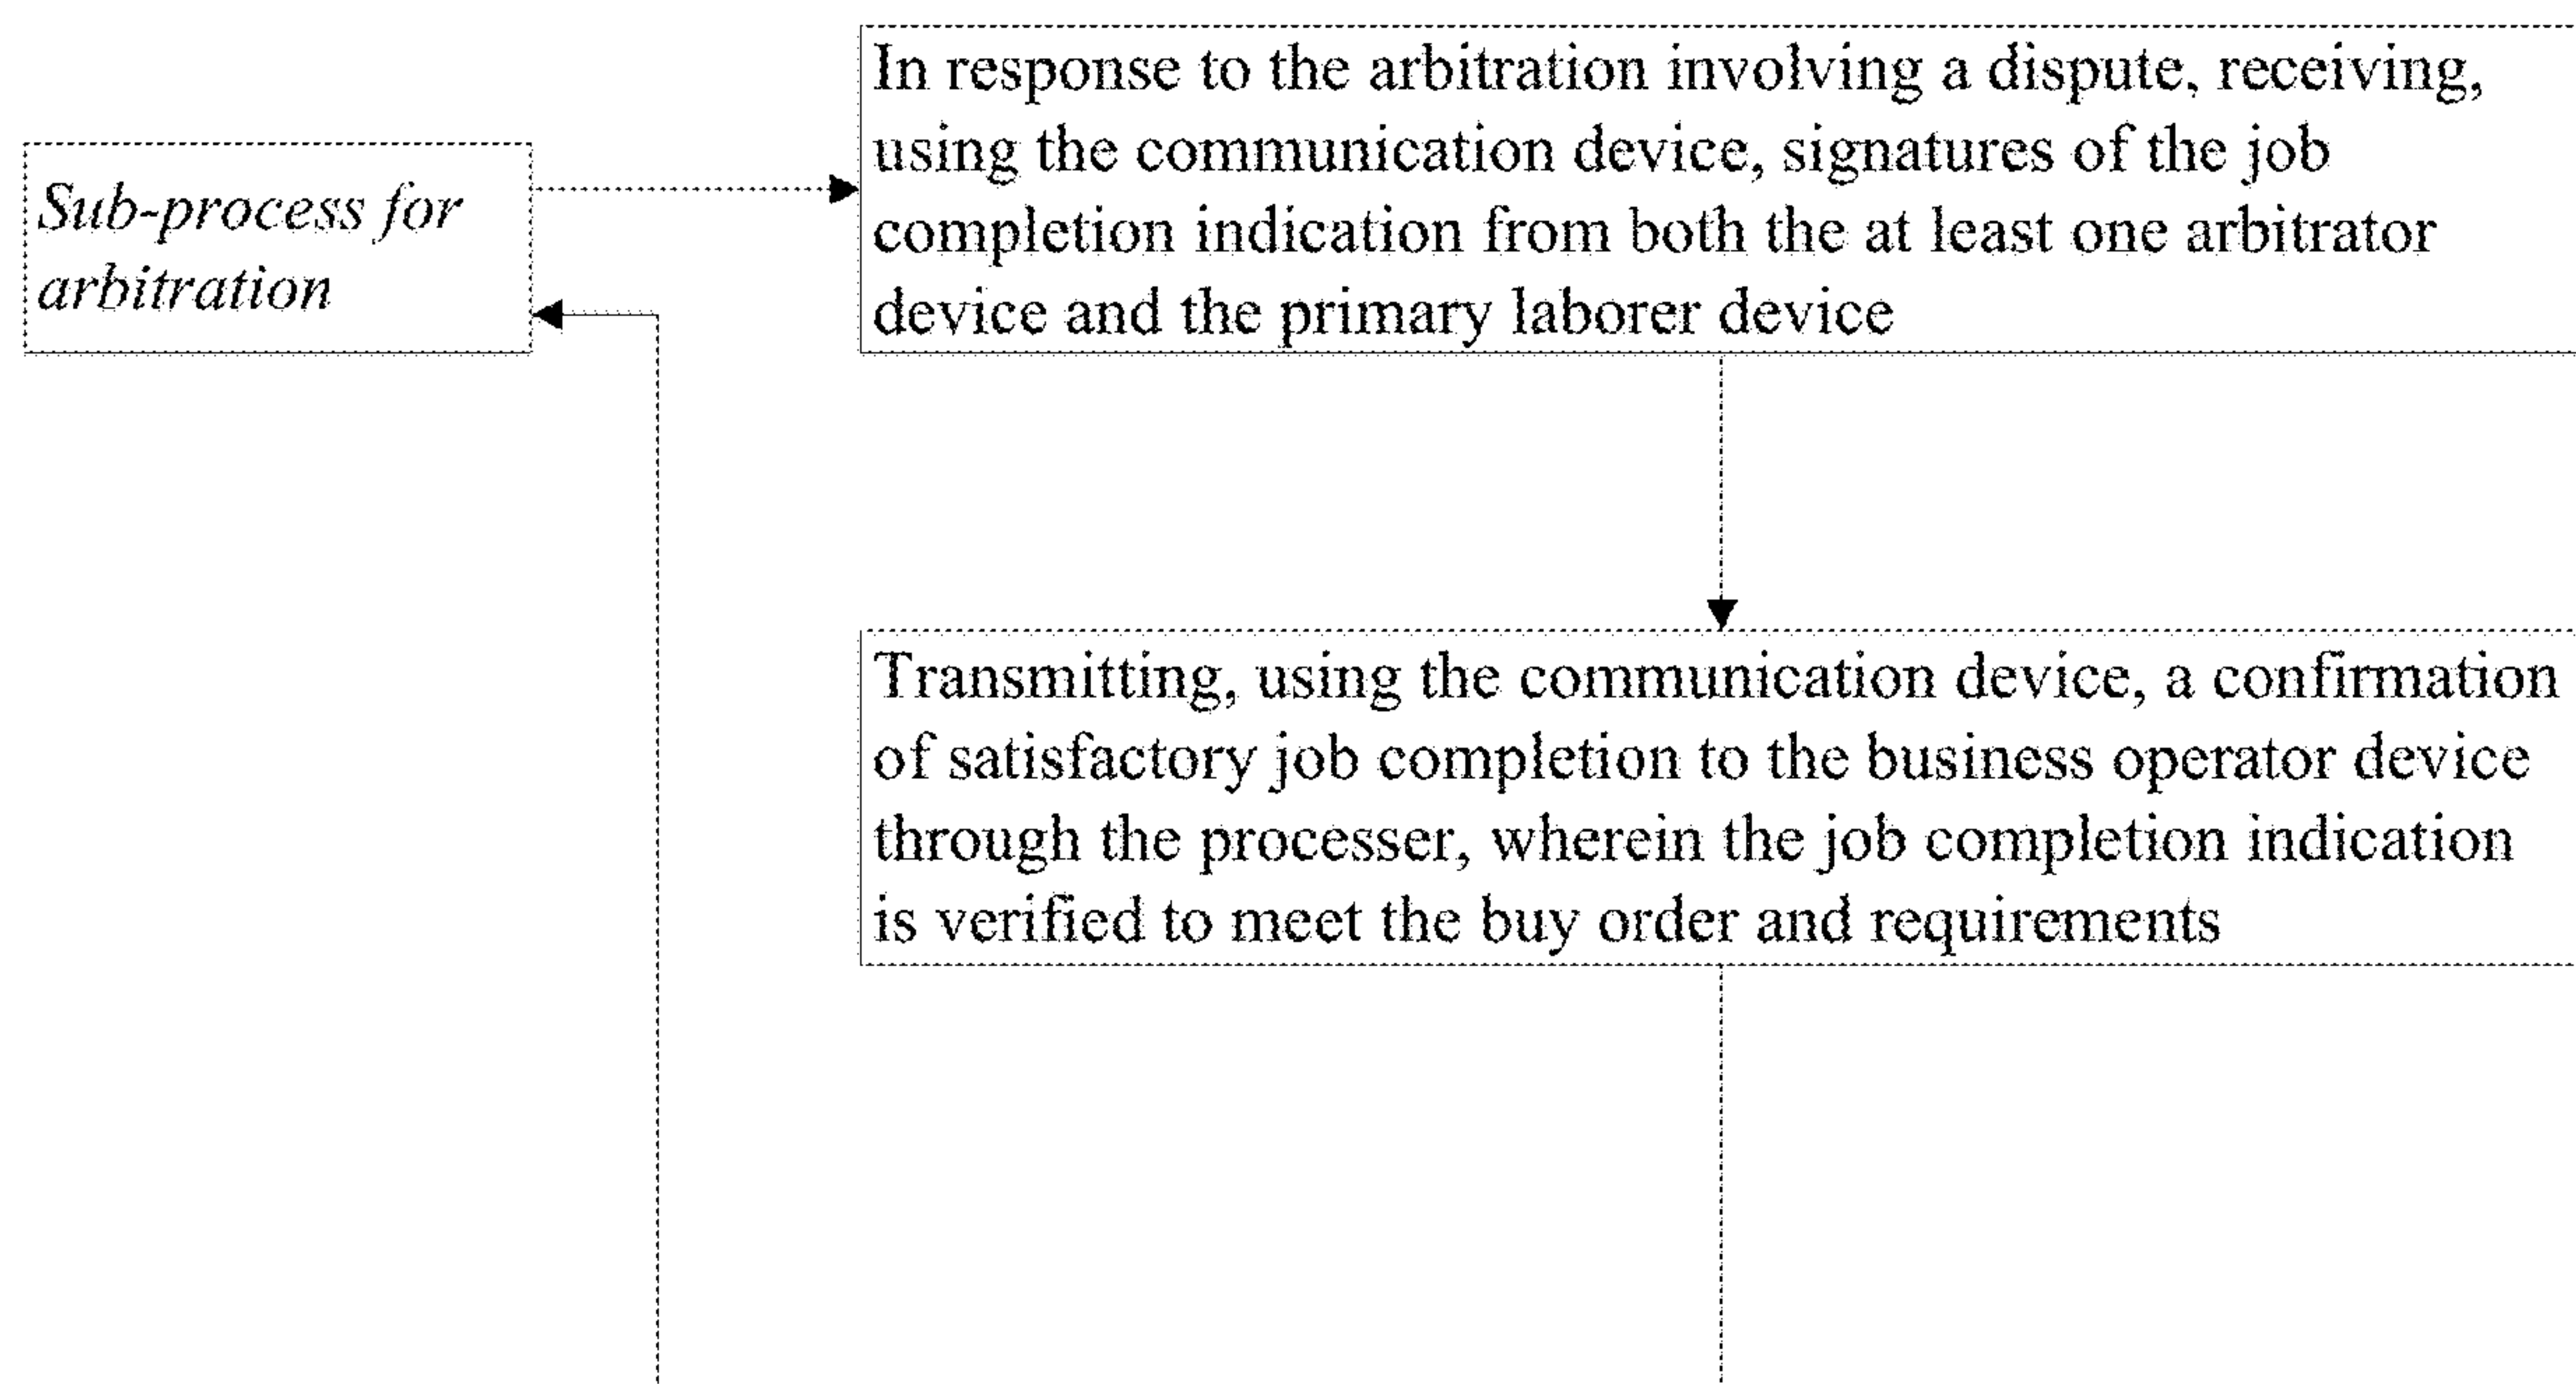 Sub-process for
arbitration
In response to the arbitration involving a dispute, receiving,
using the communication device, signatures of the job
completion indication from both the at least one arbitrator
device and the primary laborer device
Transmitting, using the communication device, a confirmation
of satisfactory job completion to the business operator device
through the processer, wherein the job completion indication
is verified to meet the buy order and requirements